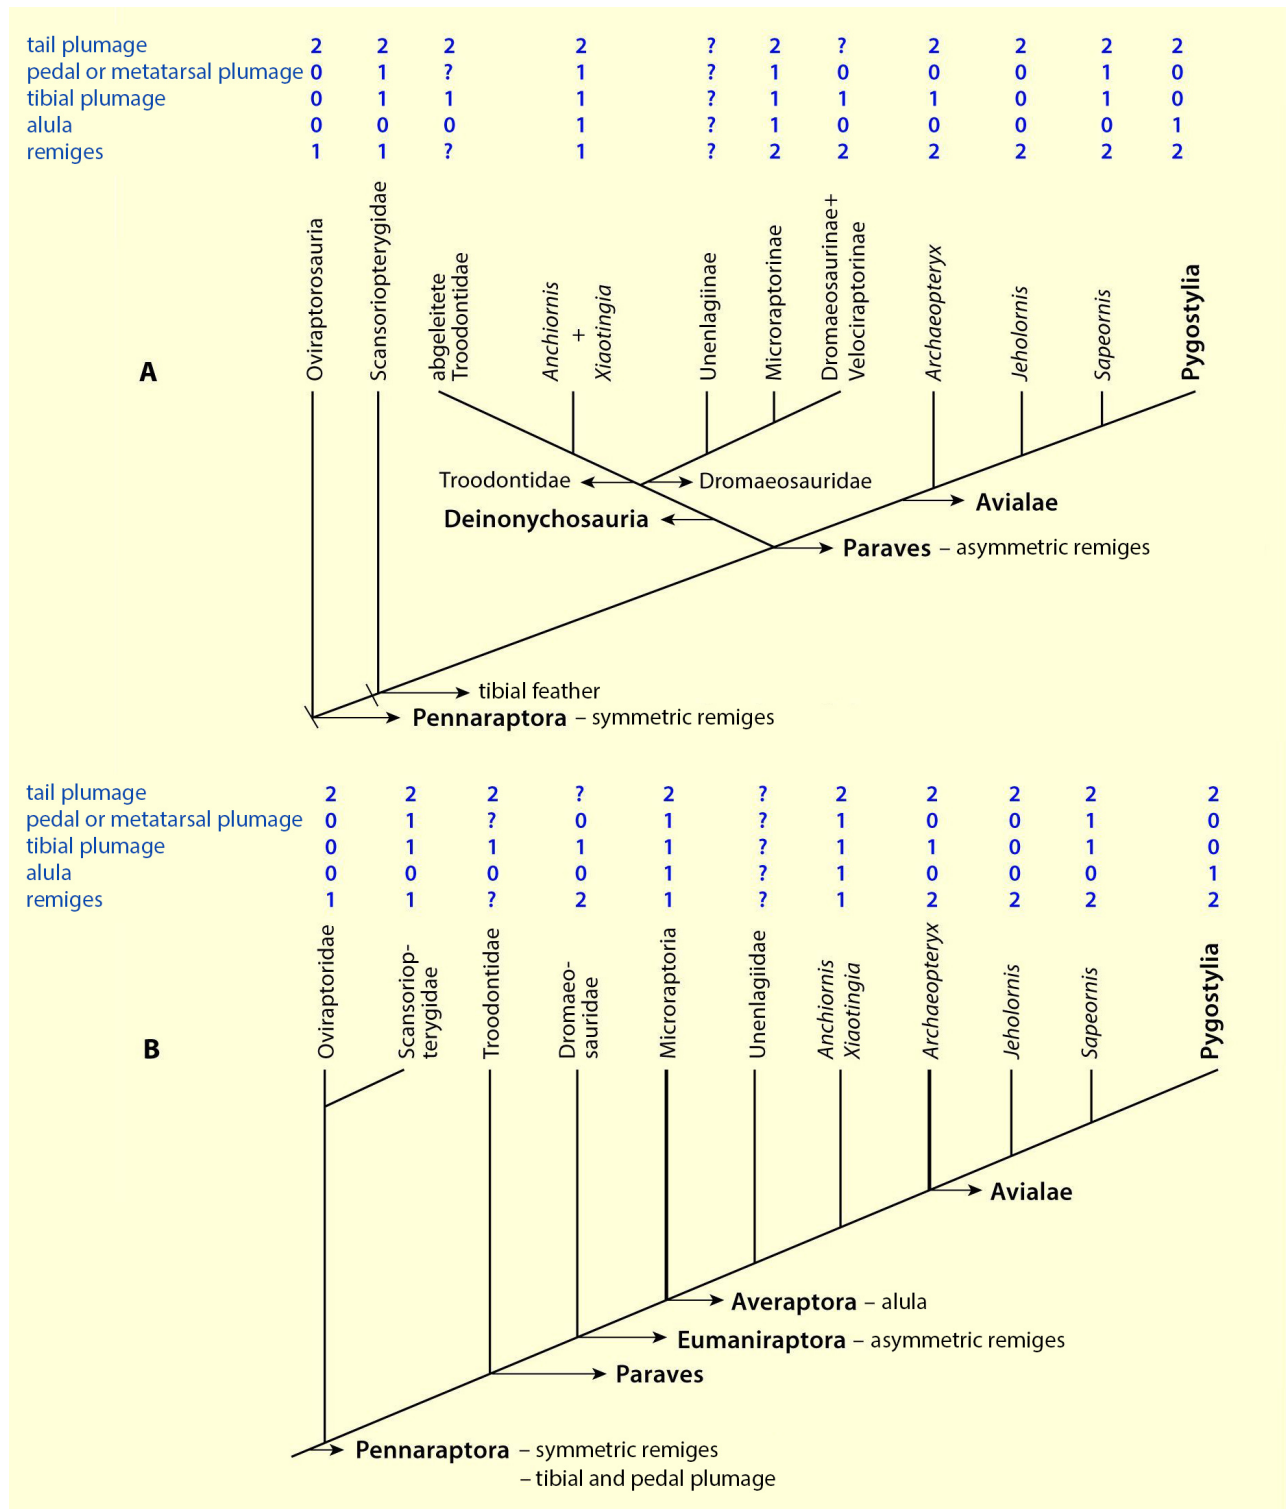 tail plumage 2 2 2 2 ? 2 ? 2 2 2 2
pedal or metatarsal plumage 0 1 ? 1 ? 1 0 0 0 1 0
tibial plumage 0 1 1 1 ? 1 1 1 0 1 0
alula 0 0 0 1 ? 1 0 0 0 0 1
remiges 1 1 ? 1 ? 2 2 2 2 2 2
Oviraptorosauria
Scansoriopterygidae
abgeleitete
Troodontidae
Anchiornis
+
Xiaotingia
Unenlagiinae
Microraptorinae
Dromaeosaurinae+
Velociraptorinae
Archaeopteryx
Jeholornis
Sapeornis
Pygostylia
A
Troodontidae
Dromaeosauridae
Avialae
Deinonychosauria
Paraves – asymmetric remiges
tibial feather
Pennaraptora – symmetric remiges
tail plumage 2 2 2 ? 2 ? 2 2 2 2 2
pedal or metatarsal plumage 0 1 ? 0 1 ? 1 0 0 1 0
tibial plumage 0 1 1 1 1 ? 1 1 0 1 0
alula 0 0 0 0 1 ? 1 0 0 0 1
remiges 1 1 ? 2 1 ? 1 2 2 2 2
Oviraptoridae
Scansoriop-
terygidae
Troodontidae
Dromaeo-
sauridae
Microraptoria
Unenlagiidae
Anchiornis
Xiaotingia
Archaeopteryx
Jeholornis
Sapeornis
Pygostylia
B
Avialae
Averaptora – alula
Eumaniraptora – asymmetric remiges
Paraves
Pennaraptora – symmetric remiges
– tibial and pedal plumage